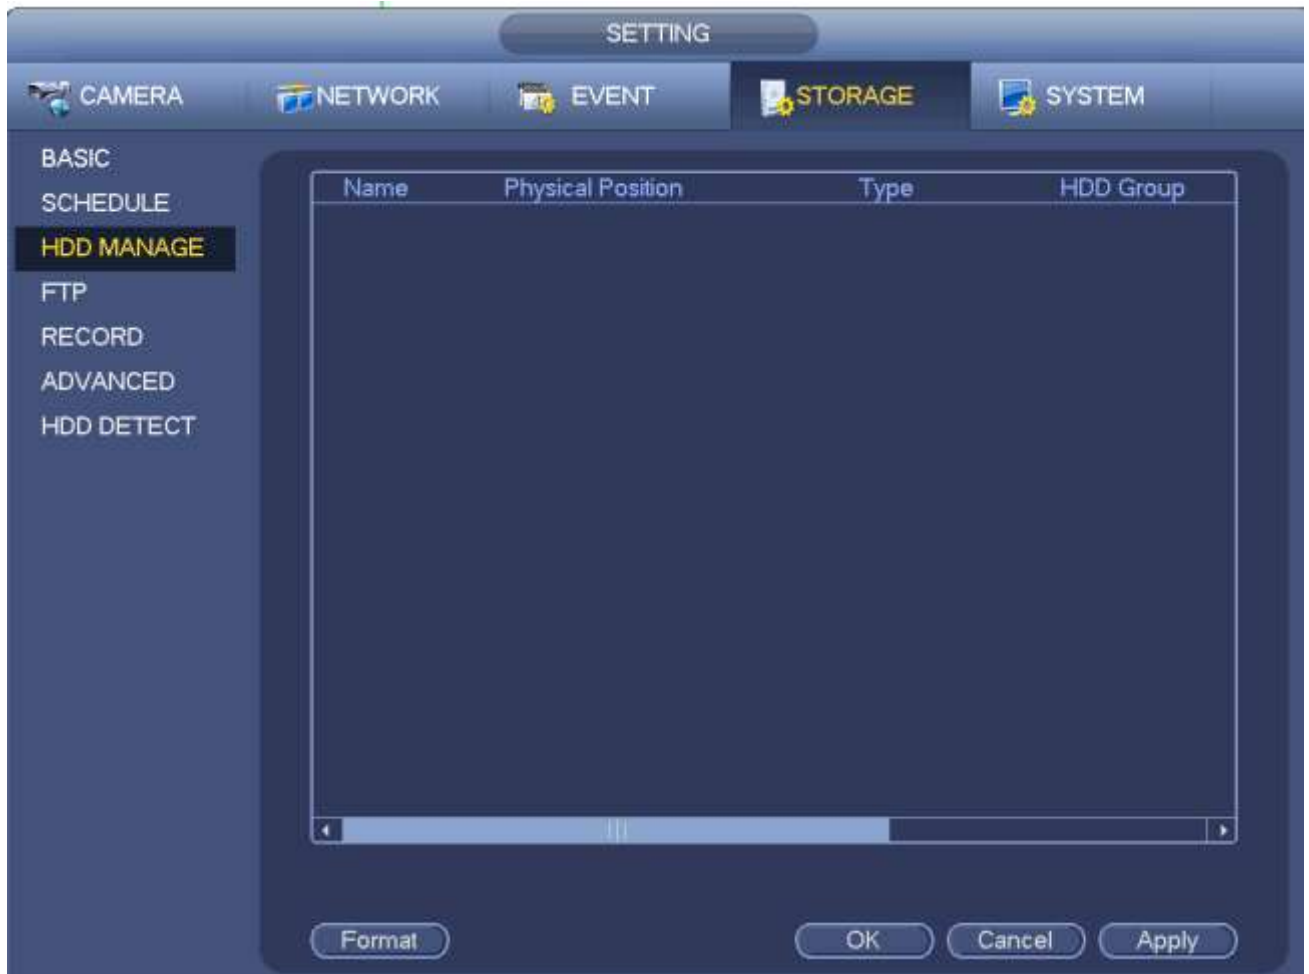 SETTING
CAMERA NETWORK EVENT STORAGE SYSTEM
BASIC
SCHEDULE
HDD MANAGE
FTP
RECORD
ADVANCED
HDD DETECT
Name Physical Position Type HDD Group
Format OK Cancel Apply